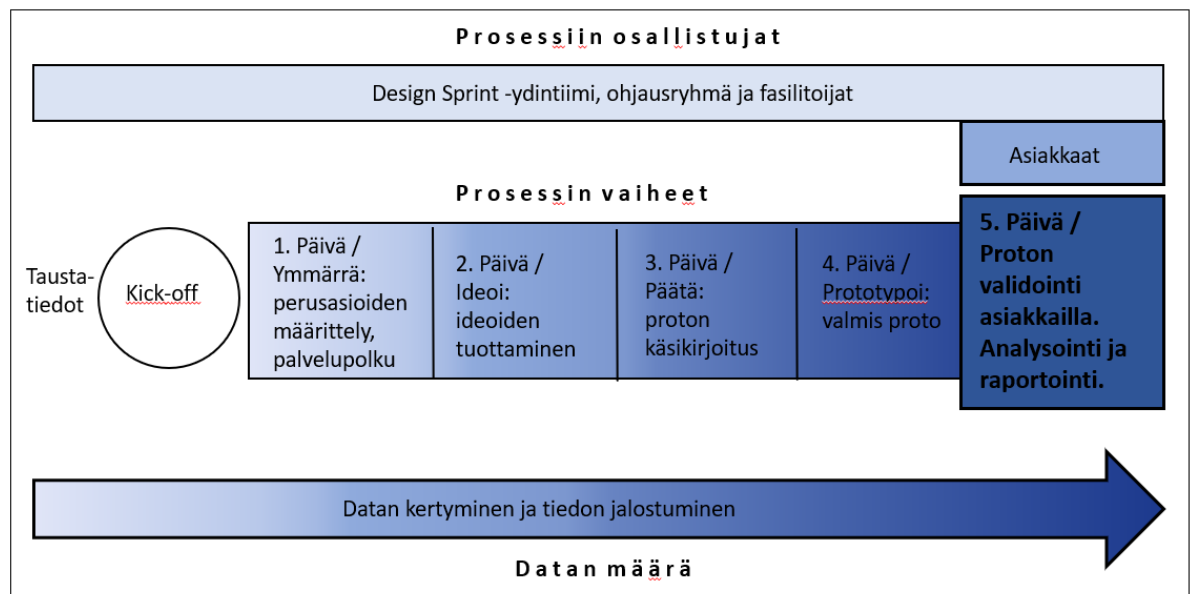 Prosessiin osallistujat
Design Sprint -ydintiimi, ohjausryhmä ja fasilitoijat
Asiakkaat
Prosessin vaiheet
Tausta-
tiedot
Kick-off
1. Päivä /
Ymmärrä:
perusasioiden
määrittely,
palvelupolku
2. Päivä /
Ideoi:
ideoiden
tuottaminen
3. Päivä /
Päätä:
proton
käsikirjoitus
4. Päivä /
Prototypoi:
valmis proto
5. Päivä /
Proton
validointi
asiakkailla.
Analysointi ja
raportointi.
Datan kertyminen ja tiedon jalostuminen
Datan määrä